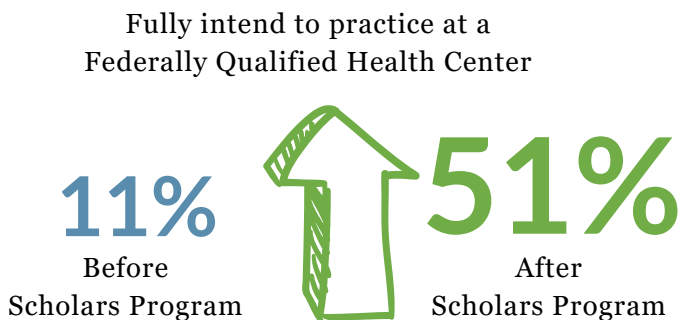 Fully intend to practice at a
Federally Qualified Health Center
11%
Before
Scholars Program
51%
After
Scholars Program